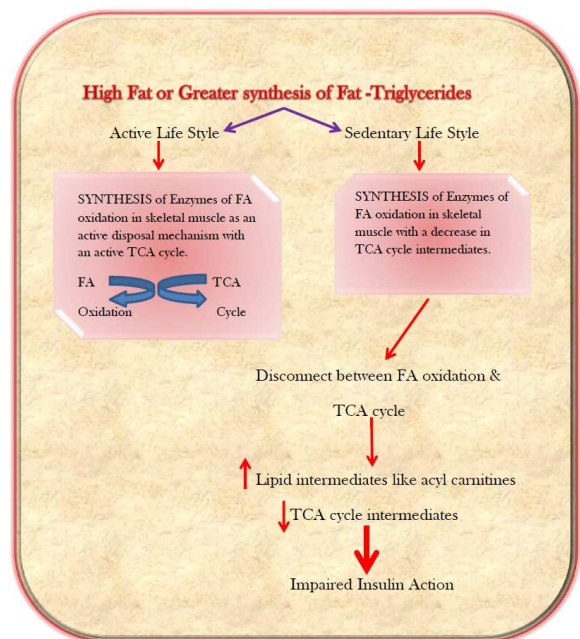 High Fat or Greater synthesis of Fat -Triglycerides
Active Life Style
Sedentary Life Style
SYNTHESIS of Enzymes of FA
oxidation in skeletal muscle as an
active disposal mechanism with
an active TCA cycle.
FA TCA
Oxidation Cycle
SYNTHESIS of Enzymes of
FA oxidation in skeletal
muscle with a decrease in
TCA cycle intermediates.
Disconnect between FA oxidation &
TCA cycle
Lipid intermediates like acyl carnitines
TCA cycle intermediates
Impaired Insulin Action